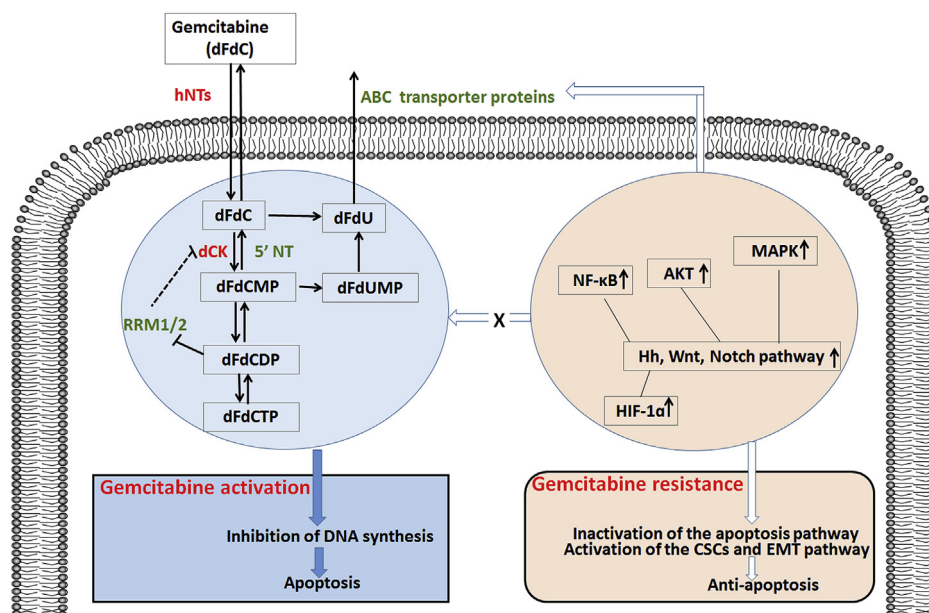 Gemcitabine
(dFdC)
hNTs
ABC transporter proteins
dFdC
dFdU
dCK
5' NT
dFdCMP
dFdUMP
RRM1/2
dFdCDP
dFdCTP
X
NF-κB
AKT
MAPK
Hh, Wnt, Notch pathway
HIF-1α
Gemcitabine activation
Inhibition of DNA synthesis
Apoptosis
Gemcitabine resistance
Inactivation of the apoptosis pathway
Activation of the CSCs and EMT pathway
Anti-apoptosis